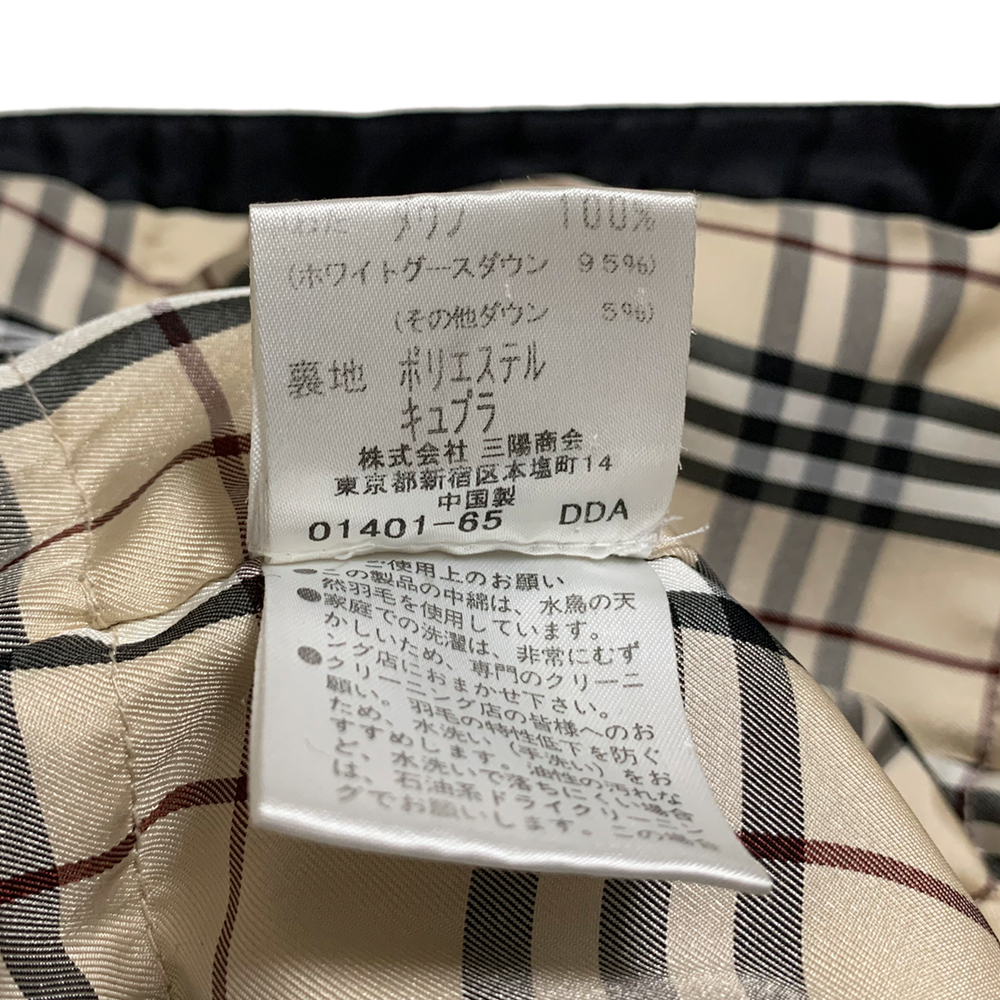 わた メリノ 100%
(ホワイトグースダウン 95%)
(その他ダウン 5%)
裏地 ポリエステル
キュプラ
株式会社 三陽商会
東京都新宿区本塩町14
中国製
01401-65 DDA
ご使用上のお願い
●この製品の中綿は、水鳥の天
然羽毛を使用しています。
●家庭での洗濯は、非常にむず
かしいため、専門のクリーニ
ング店におまかせ下さい。
●クリーニング店の皆様へのお
願い。羽毛の特性低下を防ぐ
ため、水洗い(手洗い)をお
すすめします。油性の汚れな
ど、水洗いで落ちにくい場合
は、石油系ドライクリーニン
グでお願いします。この場合